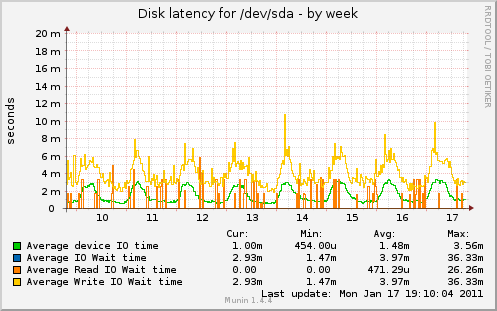 Disk latency for /dev/sda - by week
RRDTOOL / TOBI OETIKER
seconds
20 m
18 m
16 m
14 m
12 m
10 m
8 m
6 m
4 m
2 m
0
10 11 12 13 14 15 16 17
Cur: Min: Avg: Max:
Average device IO time 1.00m 454.00u 1.48m 3.56m
Average IO Wait time 2.93m 1.47m 3.97m 36.33m
Average Read IO Wait time 0.00 0.00 471.29u 26.26m
Average Write IO Wait time 2.93m 1.47m 3.97m 36.33m
Last update: Mon Jan 17 19:10:04 2011
Munin 1.4.4